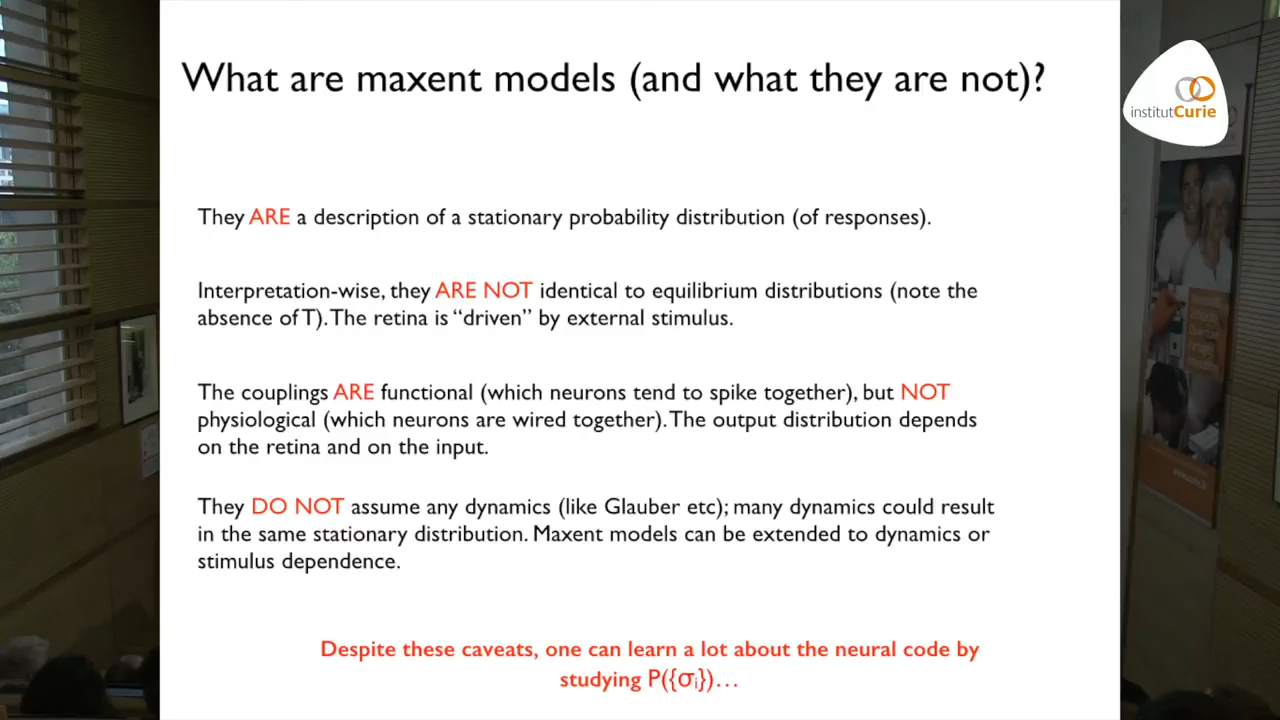 What are maxent models (and what they are not)?
institutCurie
They ARE a description of a stationary probability distribution (of responses).
Interpretation-wise, they ARE NOT identical to equilibrium distributions (note the
absence of T). The retina is “driven” by external stimulus.
The couplings ARE functional (which neurons tend to spike together), but NOT
physiological (which neurons are wired together). The output distribution depends
on the retina and on the input.
They DO NOT assume any dynamics (like Glauber etc); many dynamics could result
in the same stationary distribution. Maxent models can be extended to dynamics or
stimulus dependence.
Despite these caveats, one can learn a lot about the neural code by
studying P({σᵢ})…